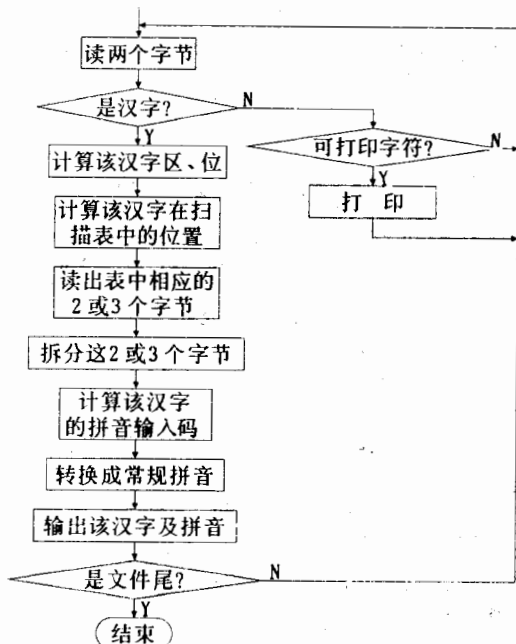 读两个字节
是汉字?
N
Y
可打印字符?
N
计算该汉字区、位
Y
打 印
计算该汉字在扫
描表中的位置
读出表中相应的
2或3个字节
拆分这2或3个字节
计算该汉字
的拼音输入码
转换成常规拼音
输出该汉字及拼音
是文件尾?
N
Y
结束